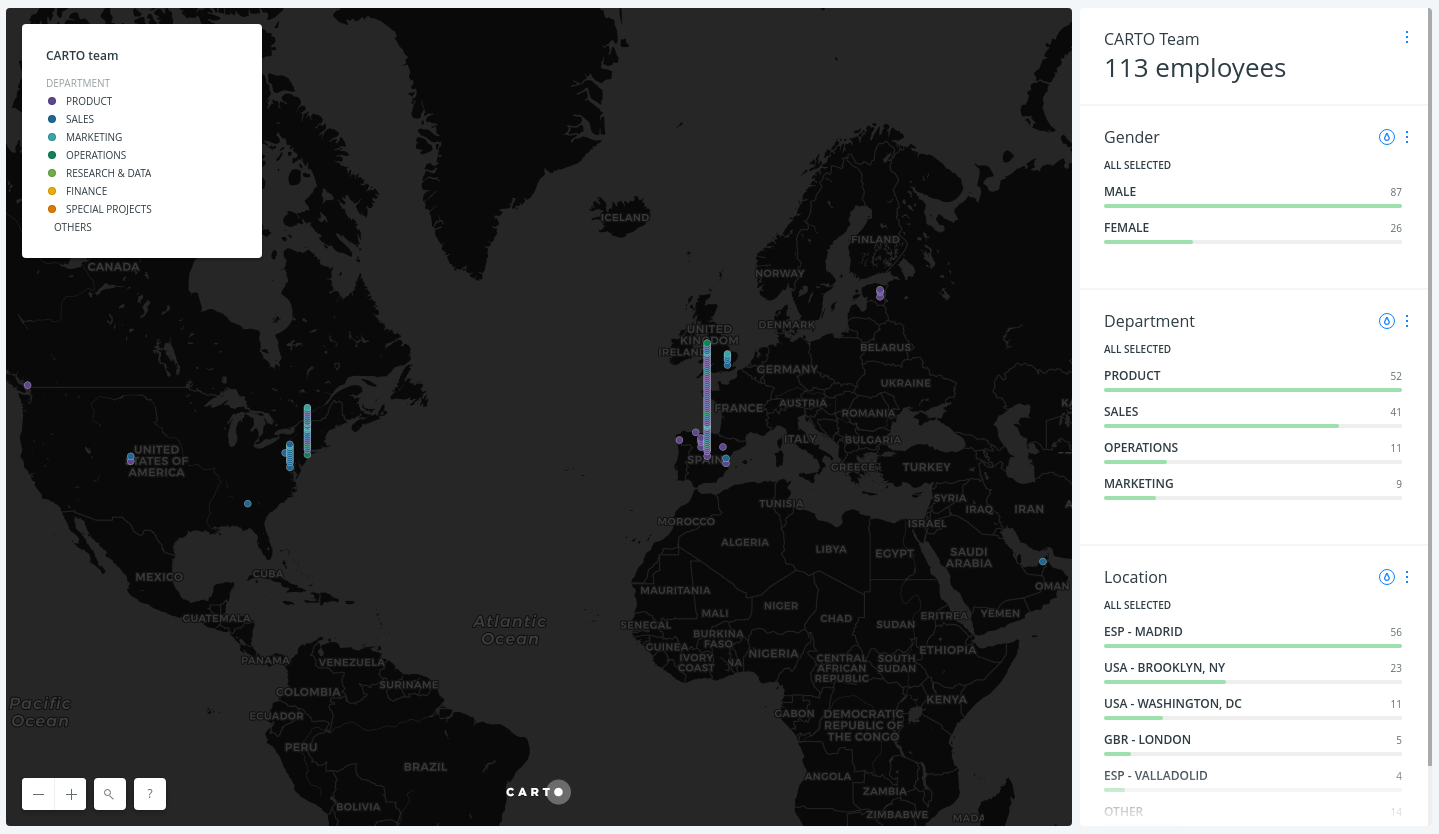 CARTO team
DEPARTMENT
PRODUCT
SALES
MARKETING
OPERATIONS
RESEARCH & DATA
FINANCE
SPECIAL PROJECTS
OTHERS
CANADA
ICELAND
FINLAND
NORWAY
UNITED
KINGDOM
IRELAND
DENMARK
BELARUS
GERMANY
UKRAINE
FRANCE
AUSTRIA
ROMANIA
ITALY
BULGARIA
SPAIN
GREECE
TURKEY
UNITED
STATES OF
AMERICA
TUNISIA
SYRIA
IRAQ
IRAN
MOROCCO
ISRAEL
ALGERIA
LIBYA
EGYPT
SAUDI
ARABIA
OMAN
MEXICO
CUBA
MAURITANIA
GUATEMALA
Atlantic
Ocean
SENEGAL
MALI
NIGER
CHAD
SUDAN
ERITREA
YEMEN
BURKINA
FASO
GUINEA
IVORY
COAST
NA
NIGERIA
CENTRAL
AFRICAN
REPUBLIC
SOUTH
SUDAN
ETHIOPIA
PANAMA
VENEZUELA
SURINAME
COLOMBIA
KENYA
Pacific
Ocean
ECUADOR
GABON
DEMOCRATIC
REPUBLIC OF
THE CONGO
PERU
BRAZIL
ANGOLA
ZAMBIA
BOLIVIA
ZIMBABWE
MADA
CARTO
?
CARTO Team
113 employees
Gender
ALL SELECTED
MALE 87
FEMALE 26
Department
ALL SELECTED
PRODUCT 52
SALES 41
OPERATIONS 11
MARKETING 9
Location
ALL SELECTED
ESP - MADRID 56
USA - BROOKLYN, NY 23
USA - WASHINGTON, DC 11
GBR - LONDON 5
ESP - VALLADOLID 4
OTHER 14